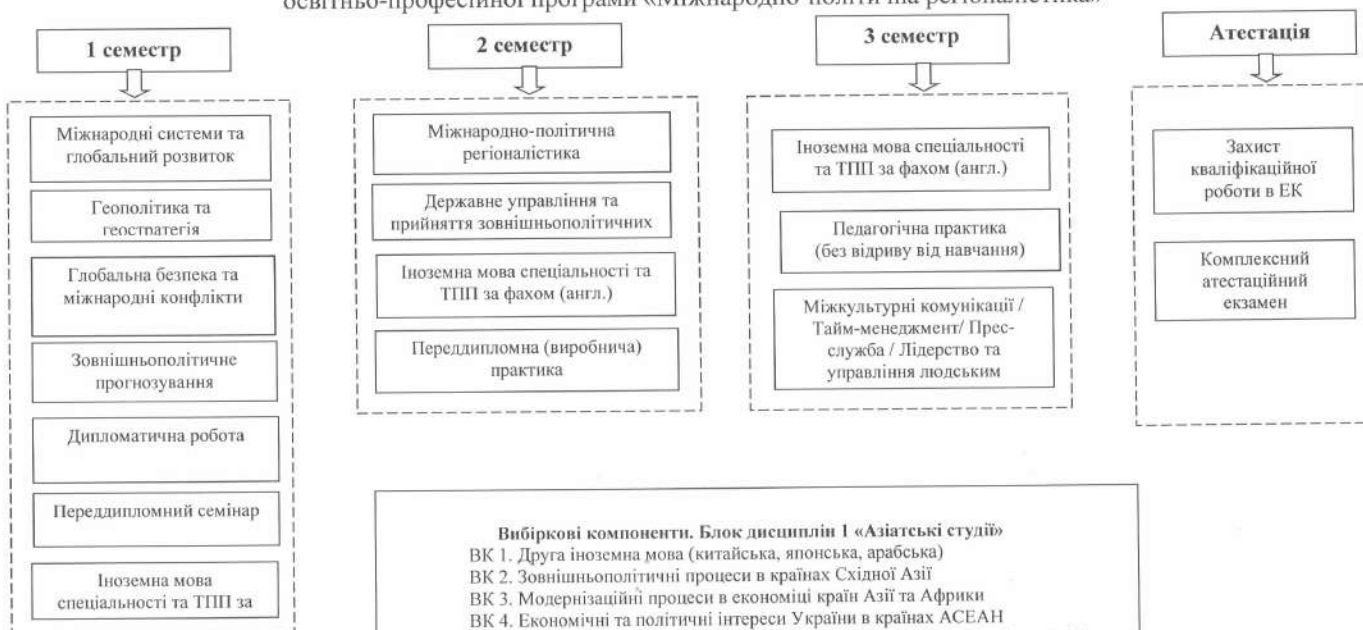 освітньо-професійної програми «Міжнародно-політична регіоналістика»
1 семестр
Міжнародні системи та
глобальний розвиток
Геополітика та
геостратегія
Глобальна безпека та
міжнародні конфлікти
Зовнішньополітичне
прогнозування
Дипломатична робота
Переддипломний семінар
Іноземна мова
спеціальності та ТПП за
2 семестр
Міжнародно-політична
регіоналістика
Державне управління та
прийняття зовнішньополітичних
Іноземна мова спеціальності та
ТПП за фахом (англ.)
Переддипломна (виробнича)
практика
3 семестр
Іноземна мова спеціальності
та ТПП за фахом (англ.)
Педагогічна практика
(без відриву від навчання)
Міжкультурні комунікації /
Тайм-менеджмент/ Прес-
служба / Лідерство та
управління людським
Атестація
Захист
кваліфікаційної
роботи в ЕК
Комплексний
атестаційний
екзамен
Вибіркові компоненти. Блок дисциплін 1 «Азіатські студії»
ВК 1. Друга іноземна мова (китайська, японська, арабська)
ВК 2. Зовнішньополітичні процеси в країнах Східної Азії
ВК 3. Модернізаційні процеси в економіці країн Азії та Африки
ВК 4. Економічні та політичні інтереси України в країнах АСЕАН